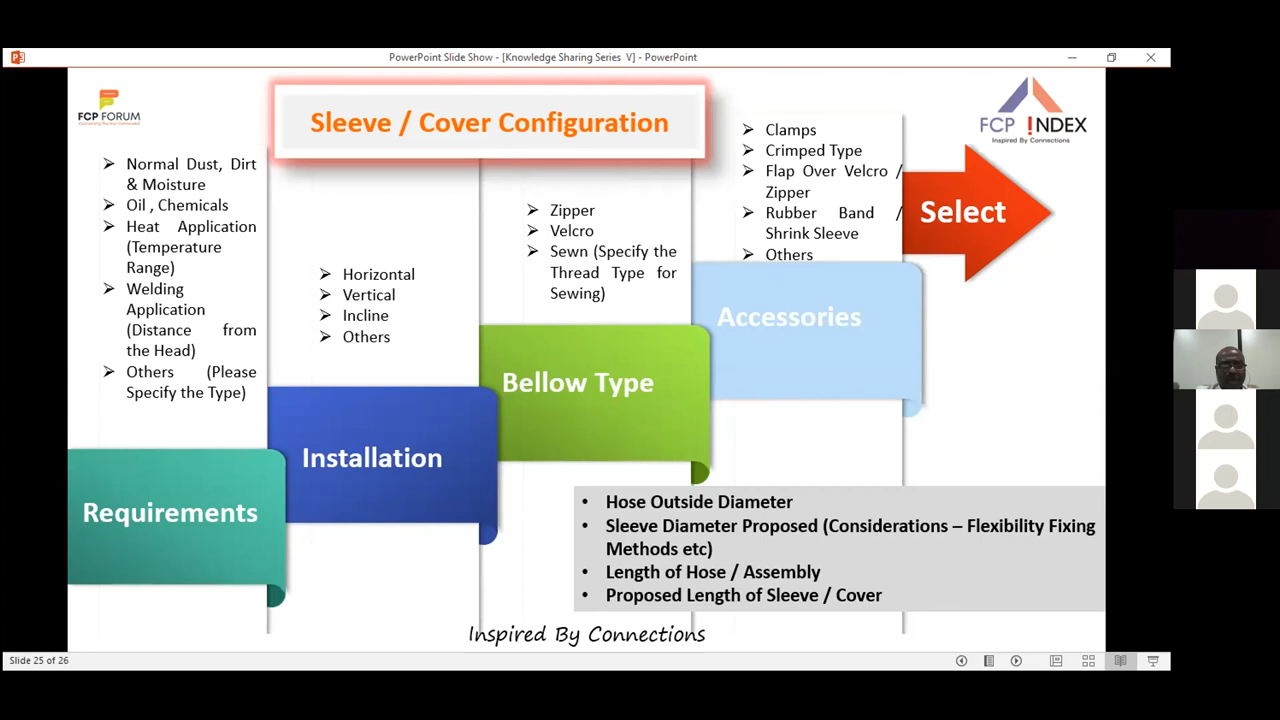 PowerPoint Slide Show - [Knowledge Sharing Series V] - PowerPoint
FCP FORUM
Sleeve / Cover Configuration
FCP !NDEX
Inspired By Connections
➢ Normal Dust, Dirt
& Moisture
➢ Oil , Chemicals
➢ Heat Application
(Temperature
Range)
➢ Welding
Application
(Distance from
the Head)
➢ Others (Please
Specify the Type)
Requirements
➢ Horizontal
➢ Vertical
➢ Incline
➢ Others
Installation
➢ Zipper
➢ Velcro
➢ Sewn (Specify the
Thread Type for
Sewing)
Bellow Type
➢ Clamps
➢ Crimped Type
➢ Flap Over Velcro /
Zipper
➢ Rubber Band /
Shrink Sleeve
➢ Others
Accessories
Select
• Hose Outside Diameter
• Sleeve Diameter Proposed (Considerations – Flexibility Fixing
Methods etc)
• Length of Hose / Assembly
• Proposed Length of Sleeve / Cover
Inspired By Connections
Slide 25 of 26